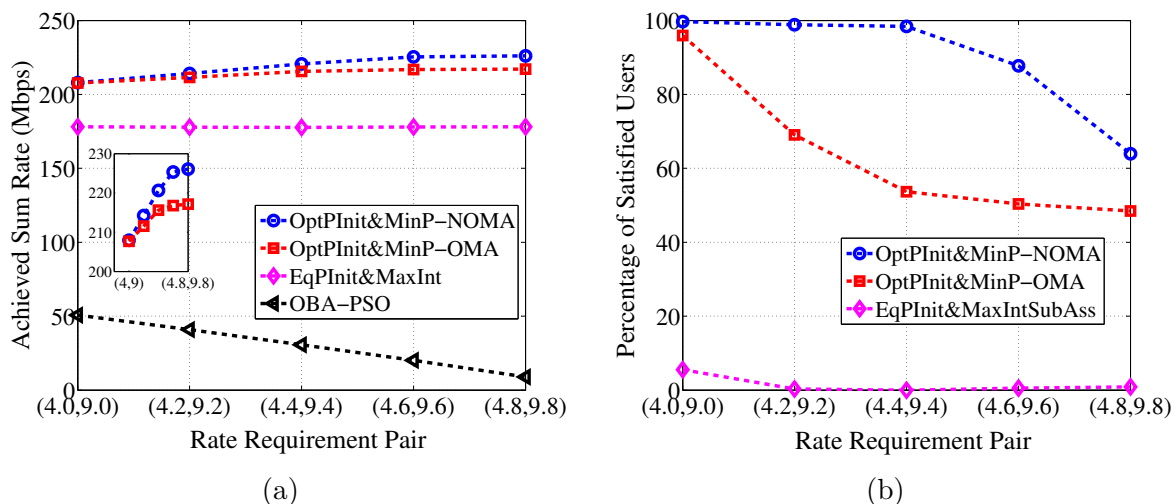 250
200
150
100
50
0
Achieved Sum Rate (Mbps)
230
220
210
200
(4,9)
(4.8,9.8)
OptPInit&MinP−NOMA
OptPInit&MinP−OMA
EqPInit&MaxInt
OBA−PSO
(4.0,9.0) (4.2,9.2) (4.4,9.4) (4.6,9.6) (4.8,9.8)
Rate Requirement Pair
(a)
100
80
60
40
20
0
Percentage of Satisfied Users
OptPInit&MinP−NOMA
OptPInit&MinP−OMA
EqPInit&MaxIntSubAss
(4.0,9.0) (4.2,9.2) (4.4,9.4) (4.6,9.6) (4.8,9.8)
Rate Requirement Pair
(b)